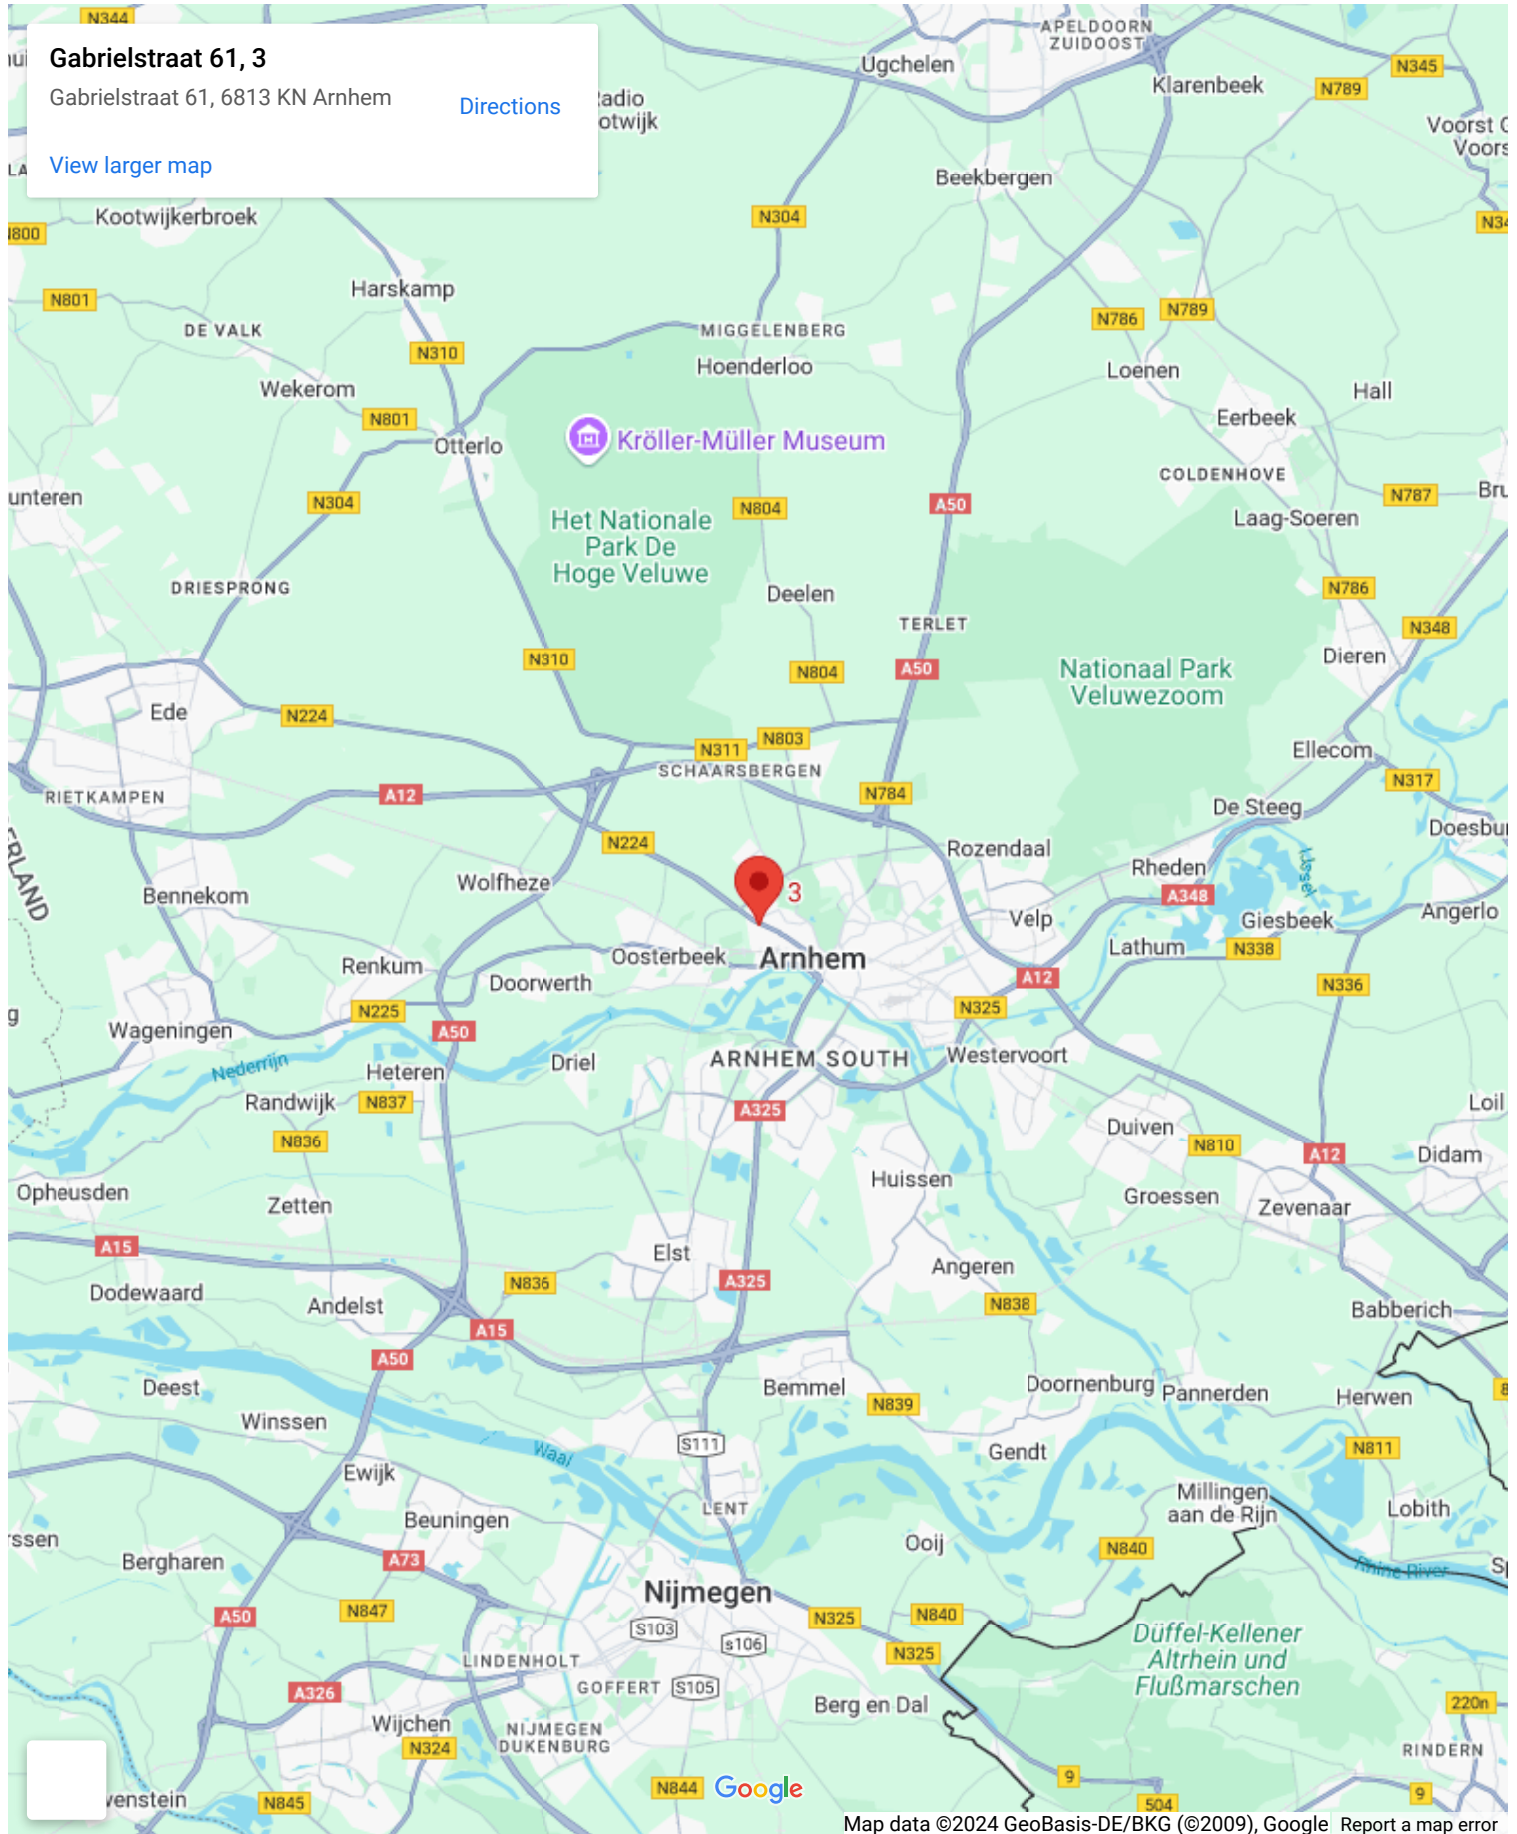 N344
Gabrielstraat 61, 3
Gabrielstraat 61, 6813 KN Arnhem
Directions
View larger map
APELDOORN
ZUIDOOST
Ugchelen
N345
Klarenbeek
N789
Voorst
Beekbergen
Kootwijkerbroek
N304
N801
Harskamp
DE VALK
N310
MIGGELENBERG
Hoenderloo
N786
N789
Loenen
Wekerom
Hall
N801
Eerbeek
Otterlo
Kröller-Müller Museum
COLDENHOVE
N304
N804
A50
N787
Laag-Soeren
Het Nationale
Park De
Hoge Veluwe
DRIESPRONG
Deelen
N786
TERLET
N348
N310
N804
A50
Dieren
Nationaal Park
Veluwezoom
Ede
N224
N311
N803
Ellecom
SCHAARSBERGEN
N317
RIETKAMPEN
A12
N784
De Steeg
N224
Rozendaal
IJssel
Rheden
Wolfheze
3
A348
Bennekom
Velp
Giesbeek
Angerlo
Oosterbeek
Arnhem
Lathum
N338
Renkum
Doorwerth
A12
N336
N225
N325
Wageningen
A50
ARNHEM SOUTH
Westervoort
Nederrijn
Heteren
Driel
Randwijk
N837
A325
Loil
N836
Duiven
N810
A12
Didam
Opheusden
Huissen
Zetten
Groessen
Zevenaar
A15
Elst
Angeren
Dodewaard
N836
A325
Andelst
N838
Babberich
A15
A50
Deest
Bemmel
Doornenburg
Pannerden
Herwen
Winssen
N839
S111
Waal
Gendt
N811
Ewijk
Millingen
aan de Rijn
Lobith
LENT
Beuningen
Ooij
N840
Bergharen
A73
Rhine River
Nijmegen
A50
N847
N325
N840
S103
s106
N325
Düffel-Kellener
Altrhein und
Flußmarschen
LINDENHOLT
GOFFERT
S105
A326
Berg en Dal
220n
Wijchen
N324
NIJMEGEN
DUKENBURG
RINDERN
N844
Google
9
9
N845
504
Map data ©2024 GeoBasis-DE/BKG (©2009), Google
Report a map error